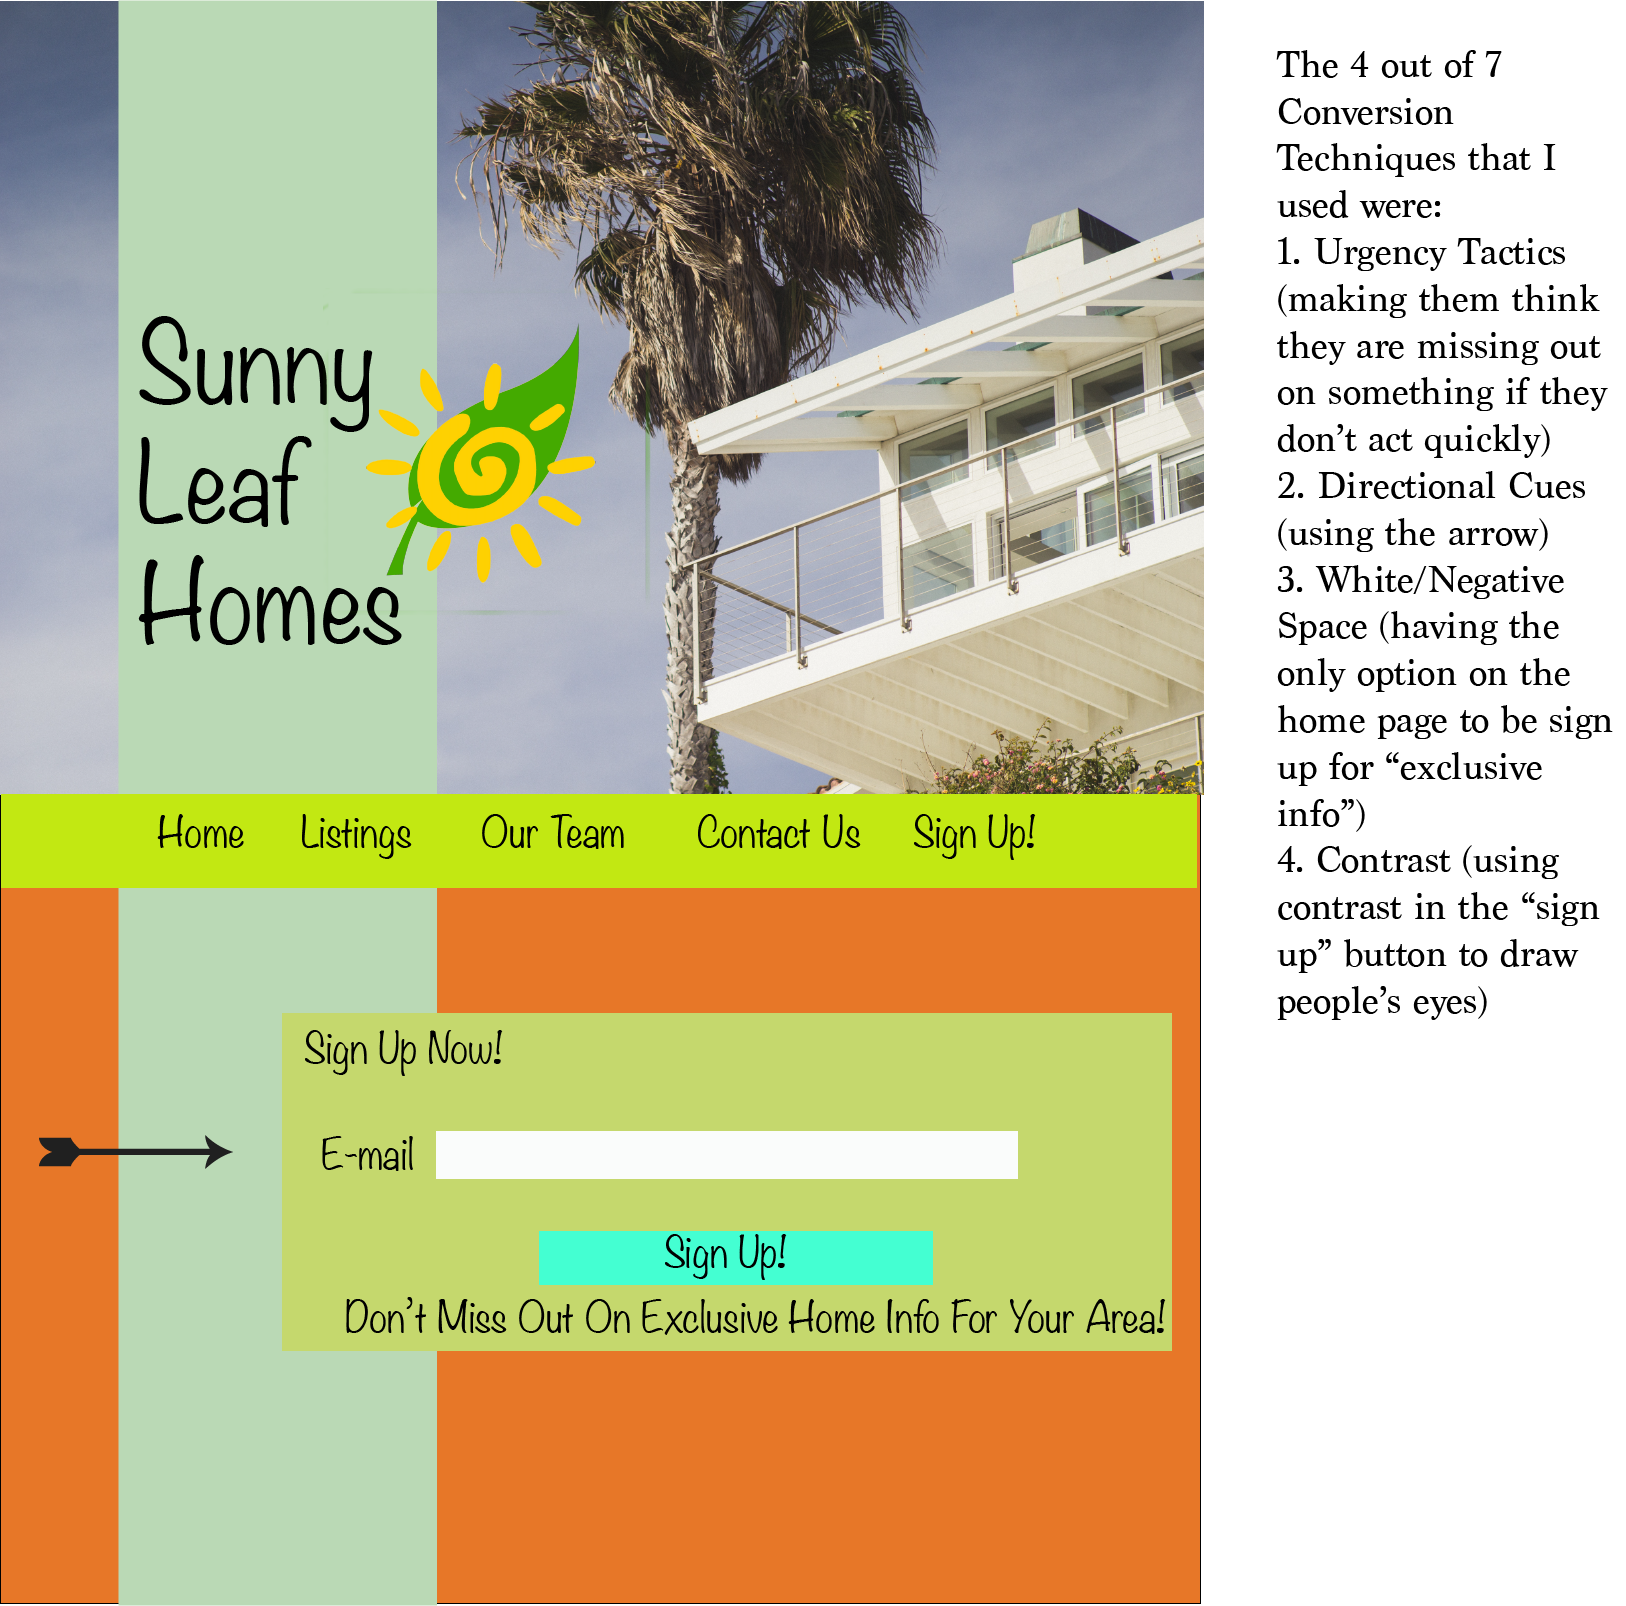 Sunny
Leaf
Homes
Home Listings Our Team Contact Us Sign Up!
Sign Up Now!
E-mail
Sign Up!
Don’t Miss Out On Exclusive Home Info For Your Area!
The 4 out of 7
Conversion
Techniques that I
used were:
1. Urgency Tactics
(making them think
they are missing out
on something if they
don’t act quickly)
2. Directional Cues
(using the arrow)
3. White/Negative
Space (having the
only option on the
home page to be sign
up for “exclusive
info”)
4. Contrast (using
contrast in the “sign
up” button to draw
people’s eyes)